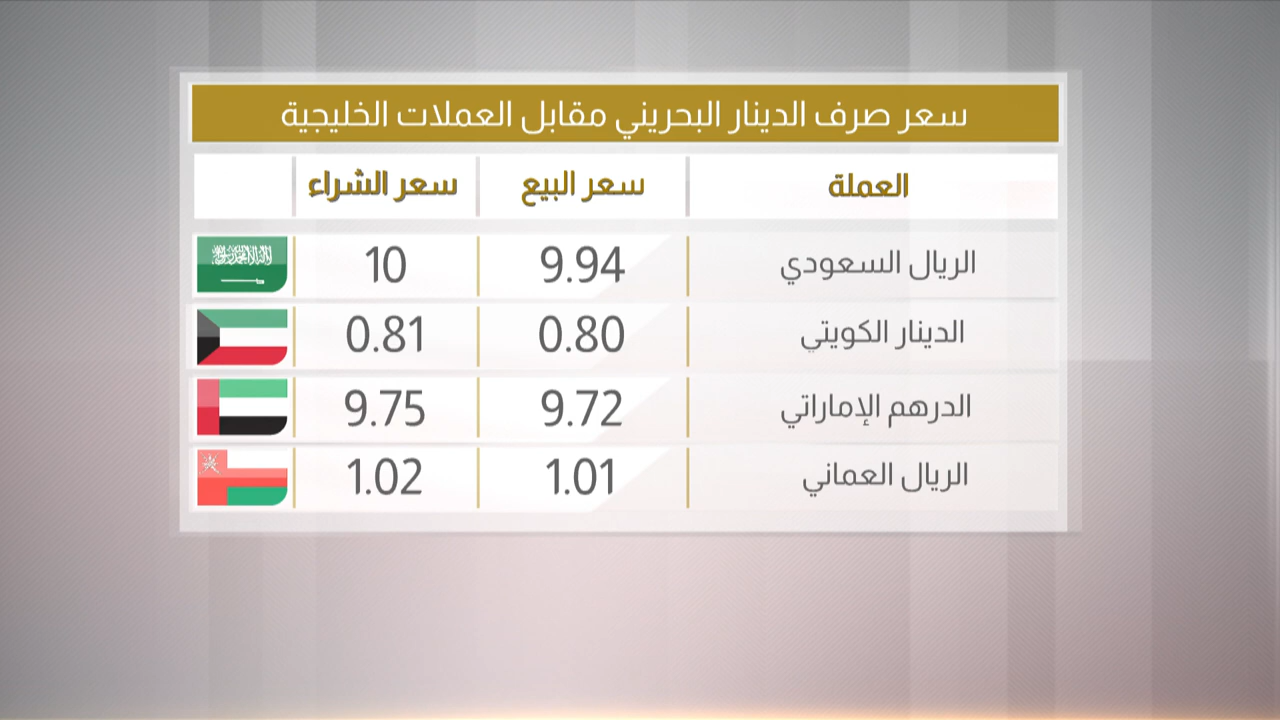 سعر صرف الدينار البحريني مقابل العملات الخليجية
العملة سعر البيع سعر الشراء
الريال السعودي 9.94 10
الدينار الكويتي 0.80 0.81
الدرهم الإماراتي 9.72 9.75
الريال العماني 1.01 1.02